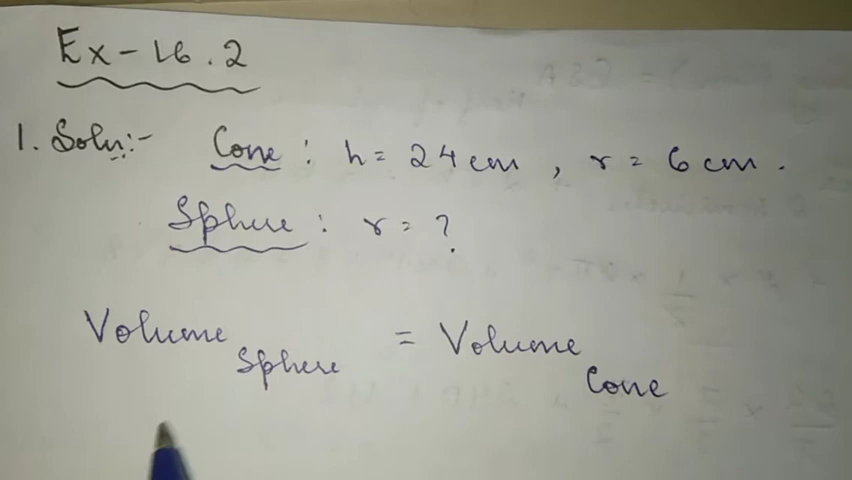 Ex-16.2
1. Soln:- Cone : h = 24 cm , r = 6 cm .
Sphere : r = ?
Volume Sphere = Volume Cone